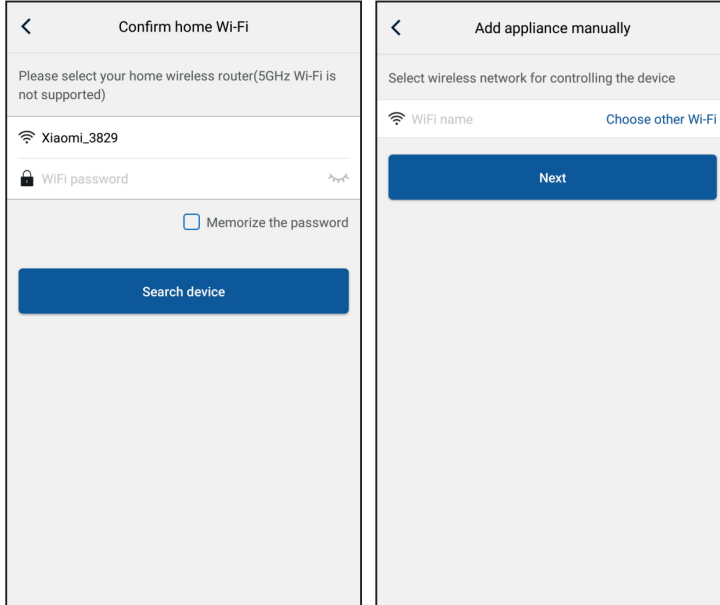 Confirm home Wi-Fi
Please select your home wireless router(5GHz Wi-Fi is
not supported)
Xiaomi_3829
WiFi password
Memorize the password
Search device
Add appliance manually
Select wireless network for controlling the device
WiFi name
Choose other Wi-Fi
Next